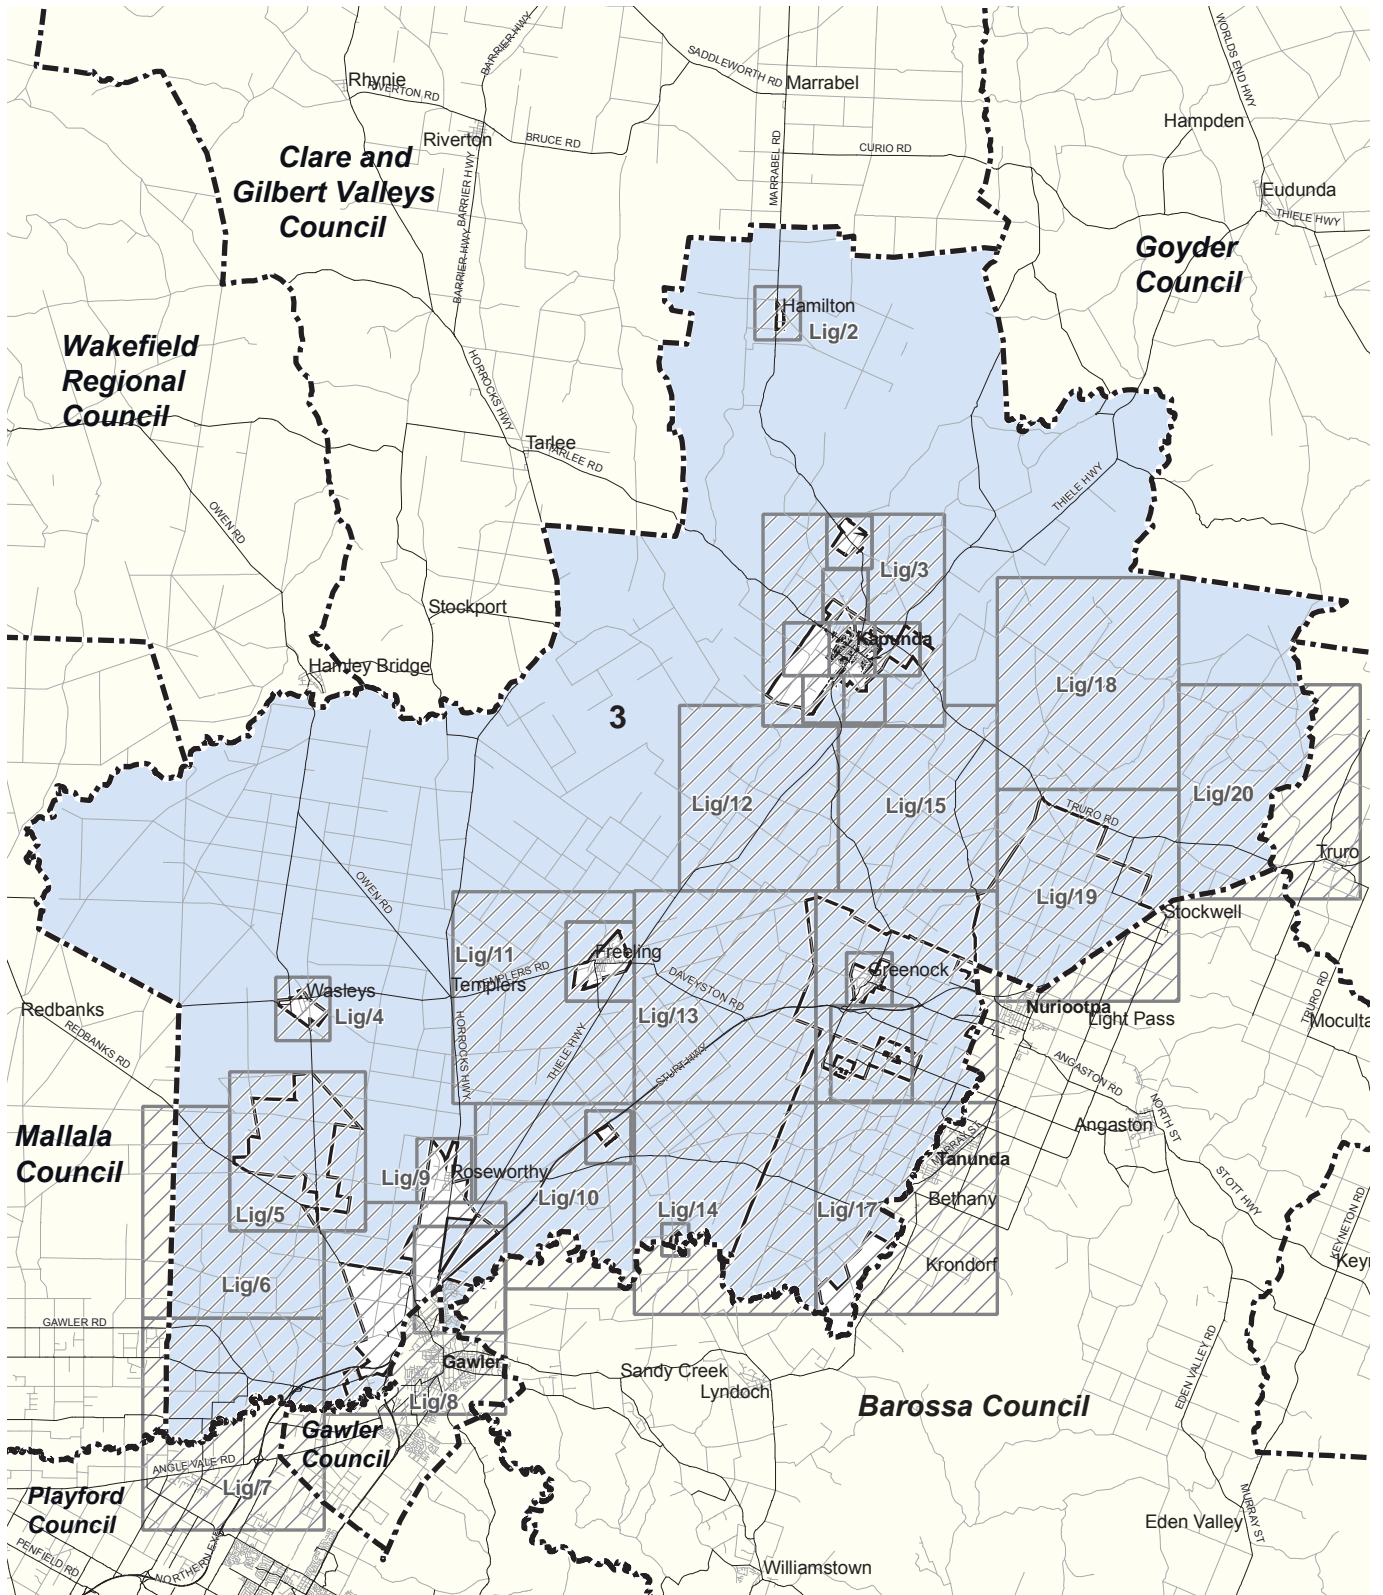 BARRIER HWY
WORLDS END HWY
SADDLEWORTH RD
Marrabel
Rhynie
RIVERTON RD
Hampden
Riverton
BRUCE RD
MARRABEL RD
CURIO RD
Clare and
Gilbert Valleys
Council
BARRIER HWY
BARRIER HWY
Eudunda
THIELE HWY
Goyder
Council
Hamilton
Lig/2
Wakefield
Regional
Council
HORROCKS HWY
Tarlee
TARLEE RD
THIELE HWY
OWEN RD
Lig/3
Stockport
Kapunda
Hamley Bridge
Lig/18
3
Lig/12
Lig/15
Lig/20
TRURO RD
Truro
OWEN RD
Lig/19
Stockwell
Lig/11
Freeling
TEMPLERS RD
Templers
Greenock
DAVEYSTON RD
Wasleys
Lig/4
Redbanks
REDBANKS RD
Lig/13
Nuriootpa
Light Pass
TRURO RD
Moculta
HORROCKS HWY
THIELE HWY
STURT HWY
ANGASTON RD
Mallala
Council
NORTH ST
Angaston
MURRAY ST
Tanunda
Lig/9
Roseworthy
STOTT HWY
Lig/10
Bethany
Lig/5
Lig/14
Lig/17
KEYNETON RD
Krondorf
Keyn
Lig/6
GAWLER RD
EDEN VALLEY RD
Gawler
Sandy Creek
Lyndoch
Lig/8
Barossa Council
Gawler
Council
ANGLE VALE RD
Lig/7
Playford
Council
MURRAY ST
Eden Valley
PENFIELD RD
NORTHERN EXP
Williamstown